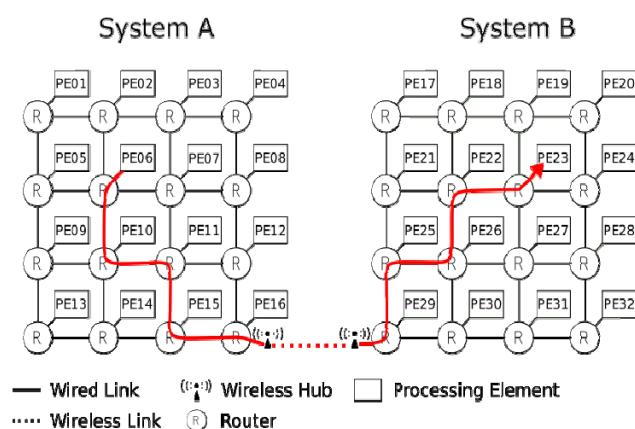 System A System B
PE01 PE02 PE03 PE04 PE17 PE18 PE19 PE20
R R R R R R R R
PE05 PE06 PE07 PE08 PE21 PE22 PE23 PE24
R R R R R R R R
PE09 PE10 PE11 PE12 PE25 PE26 PE27 PE28
R R R R R R R R
PE13 PE14 PE15 PE16 PE29 PE30 PE31 PE32
R R R R R R R R
Wired Link Wireless Hub Processing Element
Wireless Link R Router